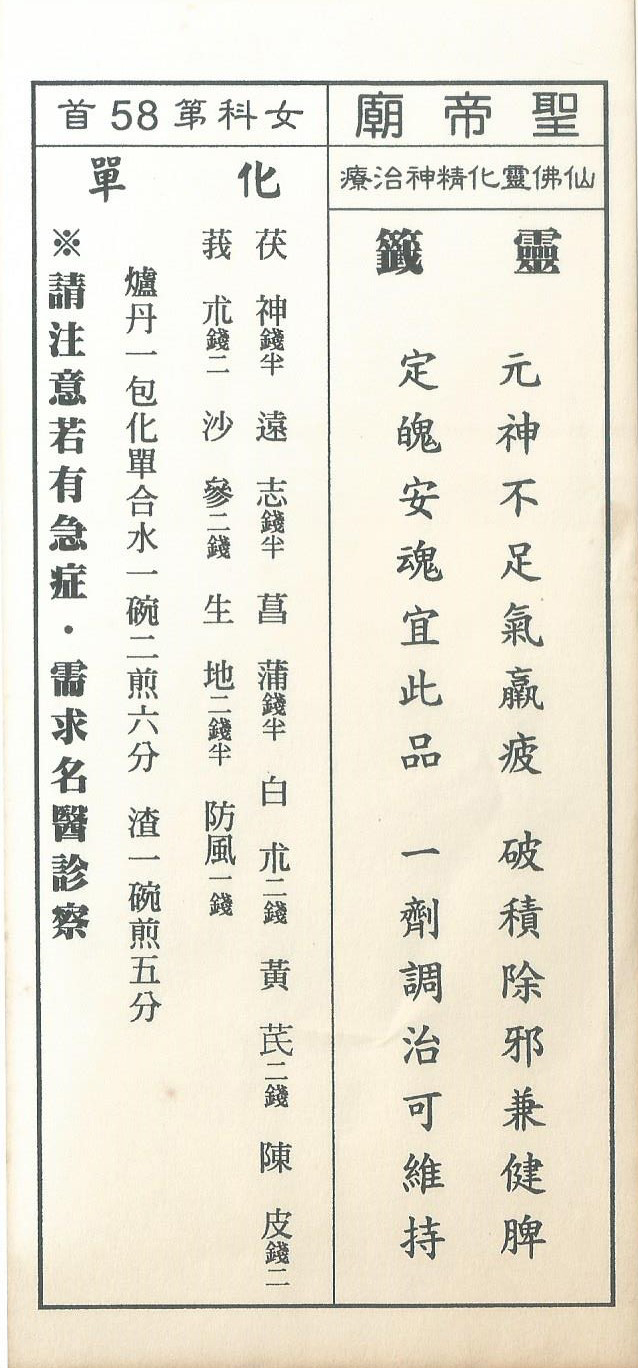 聖帝廟
仙佛靈化精神治療
靈籤
元神不足氣羸疲　破積除邪兼健脾
定魄安魂宜此品　一劑調治可維持
女科第58首
化單
茯神錢半　遠志錢半　菖蒲錢半　白朮二錢　黃芪二錢　陳皮錢二
莪朮錢二　沙參二錢　生地二錢半　防風一錢
爐丹一包化單合水一碗二煎六分　渣一碗煎五分
※請注意若有急症・需求名醫診察